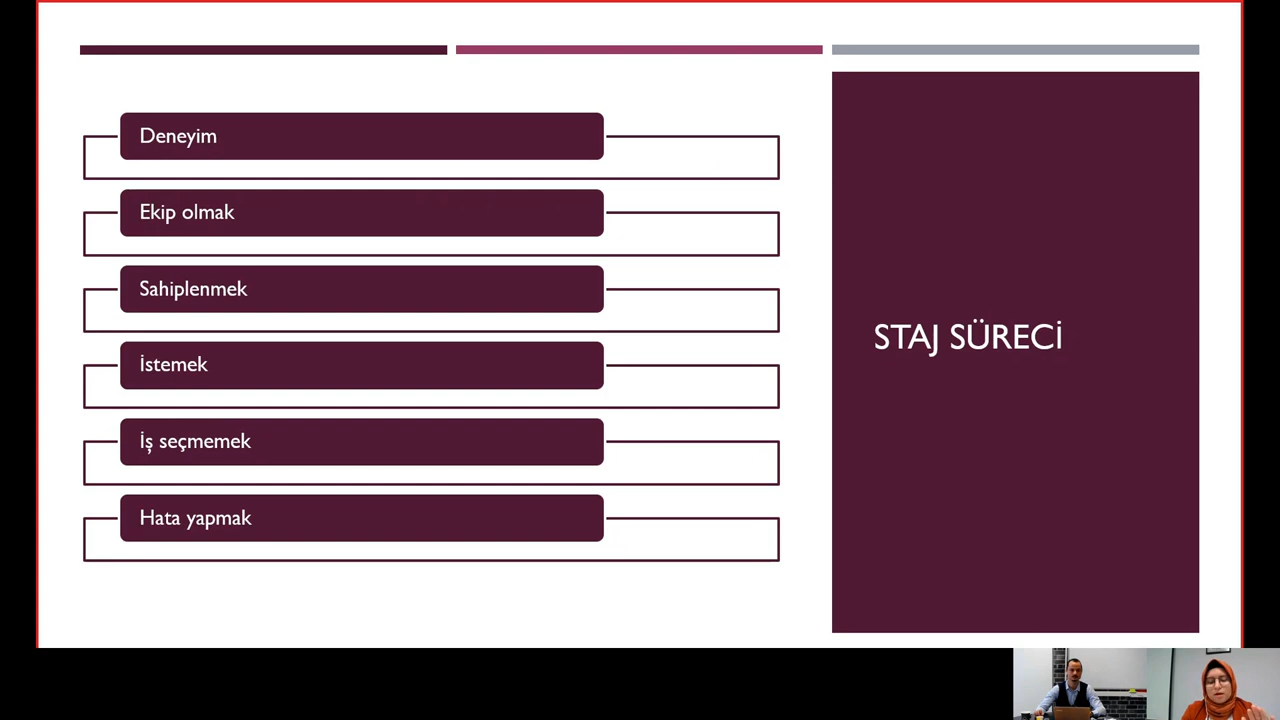 Deneyim
Ekip olmak
Sahiplenmek
İstemek
İş seçmemek
Hata yapmak
STAJ SÜRECİ